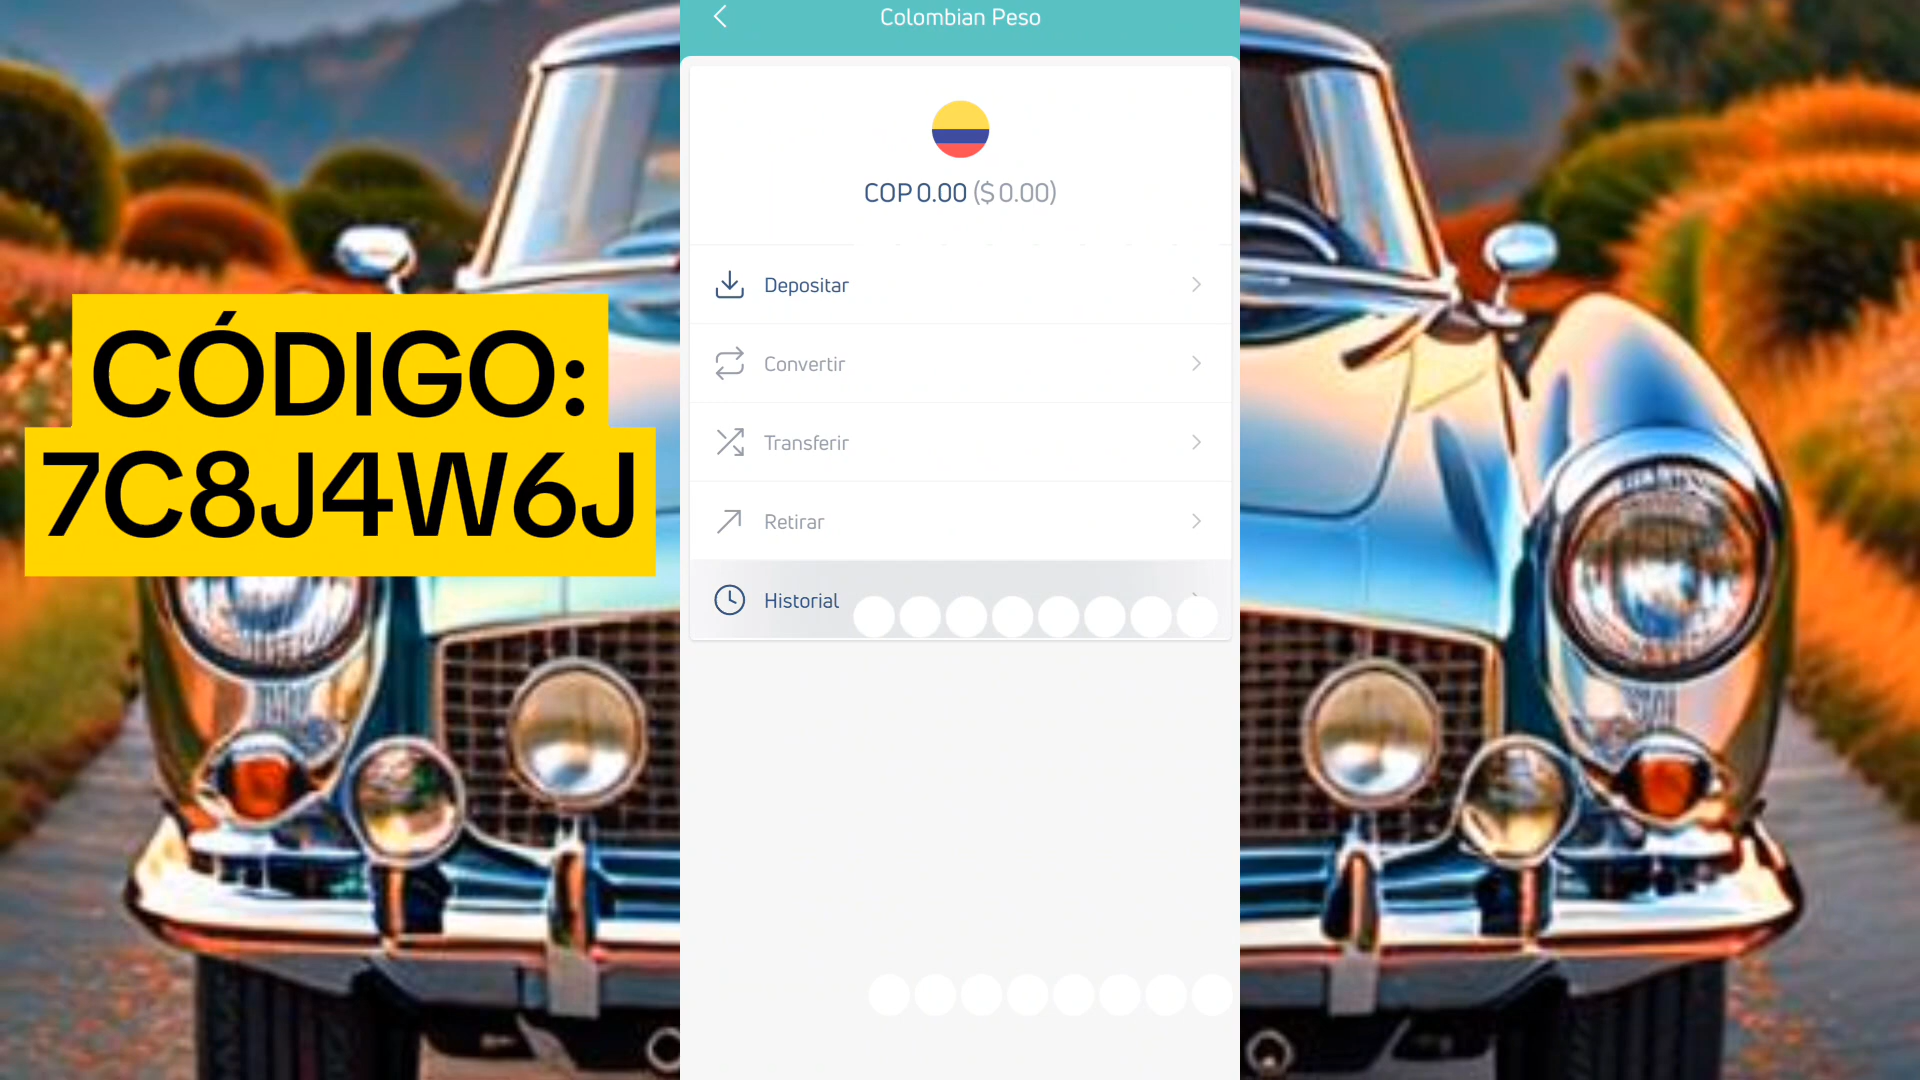 Colombian Peso
COP 0.00 ($ 0.00)
Depositar
CÓDIGO:
7C8J4W6J
Convertir
Transferir
Retirar
Historial